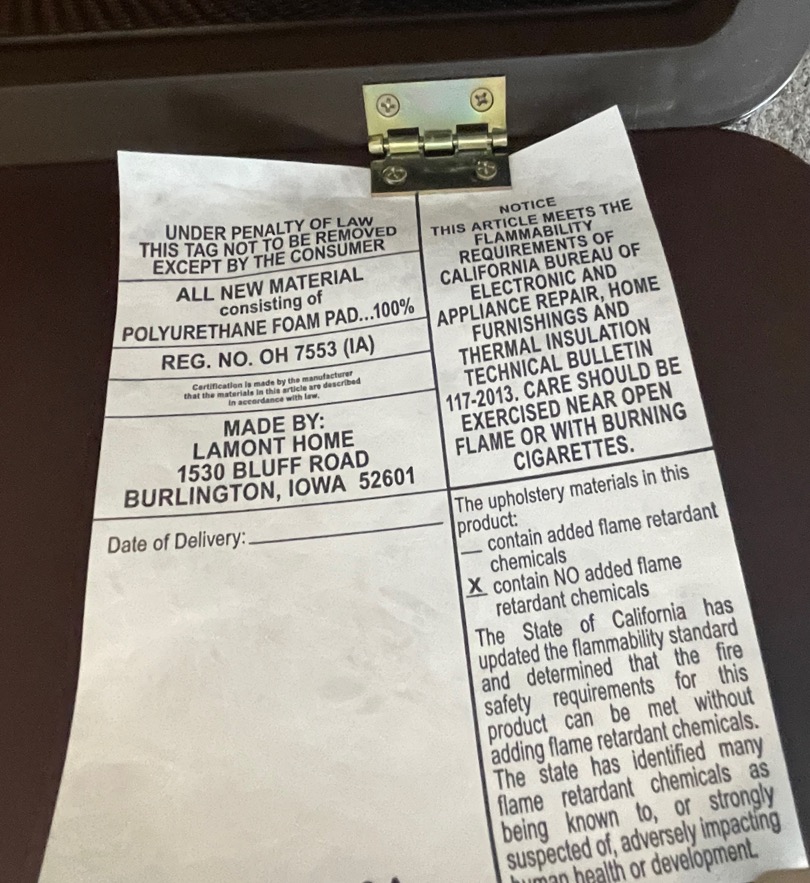 UNDER PENALTY OF LAW
THIS TAG NOT TO BE REMOVED
EXCEPT BY THE CONSUMER
ALL NEW MATERIAL
consisting of
POLYURETHANE FOAM PAD...100%
REG. NO. OH 7553 (IA)
Certification is made by the manufacturer
that the materials in this article are described
in accordance with law.
MADE BY:
LAMONT HOME
1530 BLUFF ROAD
BURLINGTON, IOWA 52601
Date of Delivery:
NOTICE
THIS ARTICLE MEETS THE
FLAMMABILITY
REQUIREMENTS OF
CALIFORNIA BUREAU OF
ELECTRONIC AND
APPLIANCE REPAIR, HOME
FURNISHINGS AND
THERMAL INSULATION
TECHNICAL BULLETIN
117-2013. CARE SHOULD BE
EXERCISED NEAR OPEN
FLAME OR WITH BURNING
CIGARETTES.
The upholstery materials in this
product:
__ contain added flame retardant
chemicals
X contain NO added flame
retardant chemicals
The State of California has
updated the flammability standard
and determined that the fire
safety requirements for this
product can be met without
adding flame retardant chemicals.
The state has identified many
flame retardant chemicals as
being known to, or strongly
suspected of, adversely impacting
human health or development.